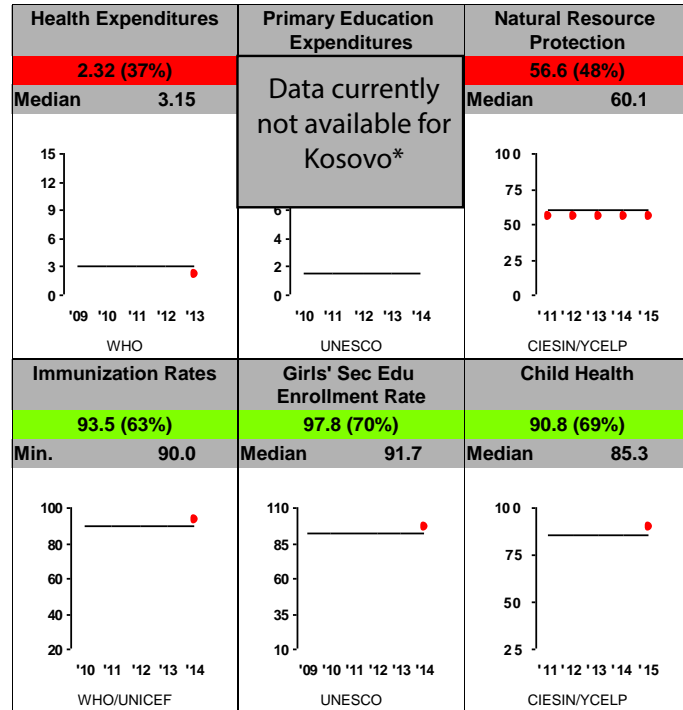 Health Expenditures
2.32 (37%)
Median 3.15
15
12
9
6
3
0
'09 '10 '11 '12 '13
WHO
Primary Education
Expenditures
Data currently
not available for
Kosovo*
6
4
2
0
'10 '11 '12 '13 '14
UNESCO
Natural Resource
Protection
56.6 (48%)
Median 60.1
100
75
50
25
0
'11 '12 '13 '14 '15
CIESIN/YCELP
Immunization Rates
93.5 (63%)
Min. 90.0
100
80
60
40
20
'10 '11 '12 '13 '14
WHO/UNICEF
Girls' Sec Edu
Enrollment Rate
97.8 (70%)
Median 91.7
110
85
60
35
10
'09 '10 '11 '12 '13 '14
UNESCO
Child Health
90.8 (69%)
Median 85.3
100
75
50
25
'11 '12 '13 '14 '15
CIESIN/YCELP